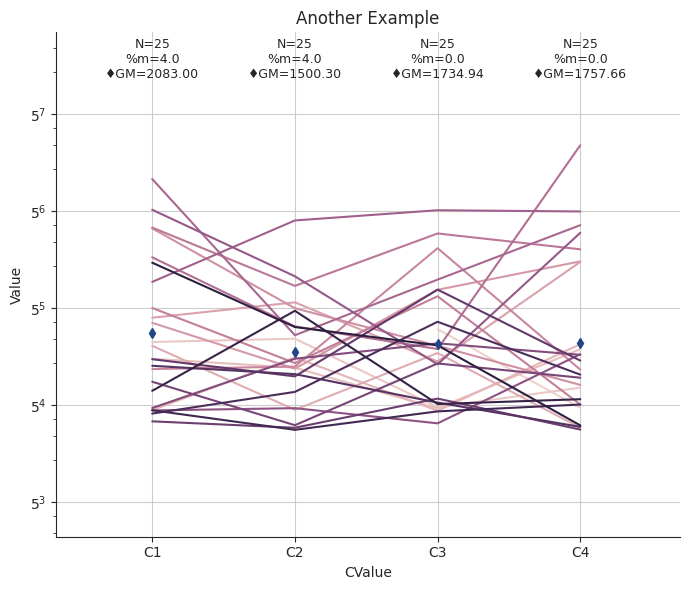 Another Example
N=25 N=25 N=25 N=25
%m=4.0 %m=4.0 %m=0.0 %m=0.0
♦GM=2083.00 ♦GM=1500.30 ♦GM=1734.94 ♦GM=1757.66
5⁷
5⁶
5⁵
5⁴
5³
Value
C1 C2 C3 C4
CValue